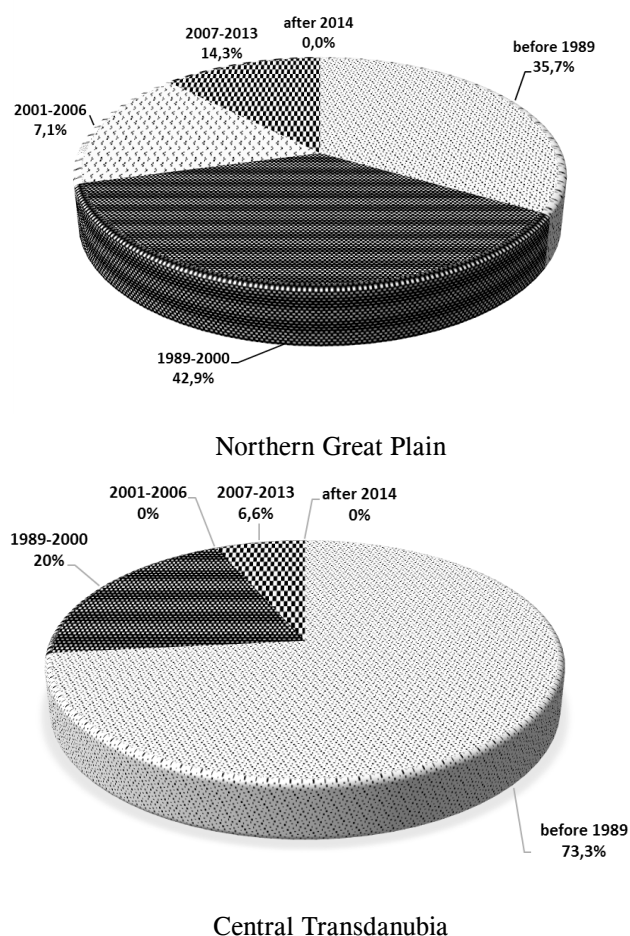 after 2014
0,0%
2007-2013
14,3%
before 1989
35,7%
2001-2006
7,1%
1989-2000
42,9%
Northern Great Plain
2001-2006
0%
2007-2013
6,6%
after 2014
0%
1989-2000
20%
before 1989
73,3%
Central Transdanubia